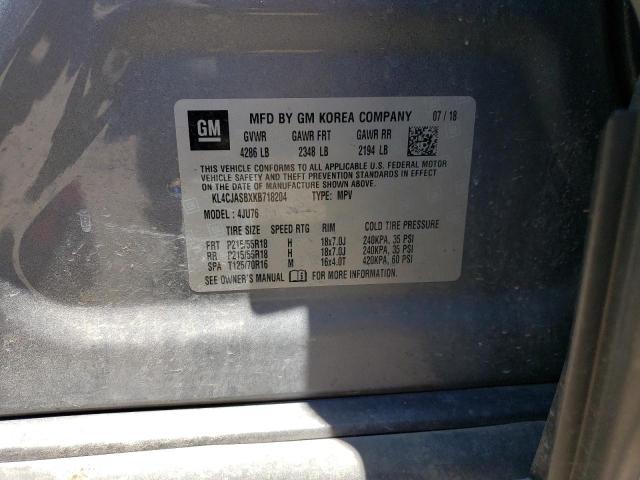 GM
MFD BY GM KOREA COMPANY 07/18
GVWR GAWR FRT GAWR RR
4286 LB 2348 LB 2194 LB
THIS VEHICLE CONFORMS TO ALL APPLICABLE U.S. FEDERAL MOTOR
VEHICLE SAFETY AND THEFT PREVENTION STANDARDS IN EFFECT
ON THE DATE OF MANUFACTURE SHOWN ABOVE.
KL4CJASBXKB718204 TYPE: MPV
MODEL: 4JU76
TIRE SIZE SPEED RTG RIM COLD TIRE PRESSURE
FRT P215/55R18 H 18x7.0J 240KPA, 35 PSI
RR P215/55R18 H 18x7.0J 240KPA, 35 PSI
SPA T125/70R16 M 16x4.0T 420KPA, 60 PSI
SEE OWNER'S MANUAL FOR MORE INFORMATION.